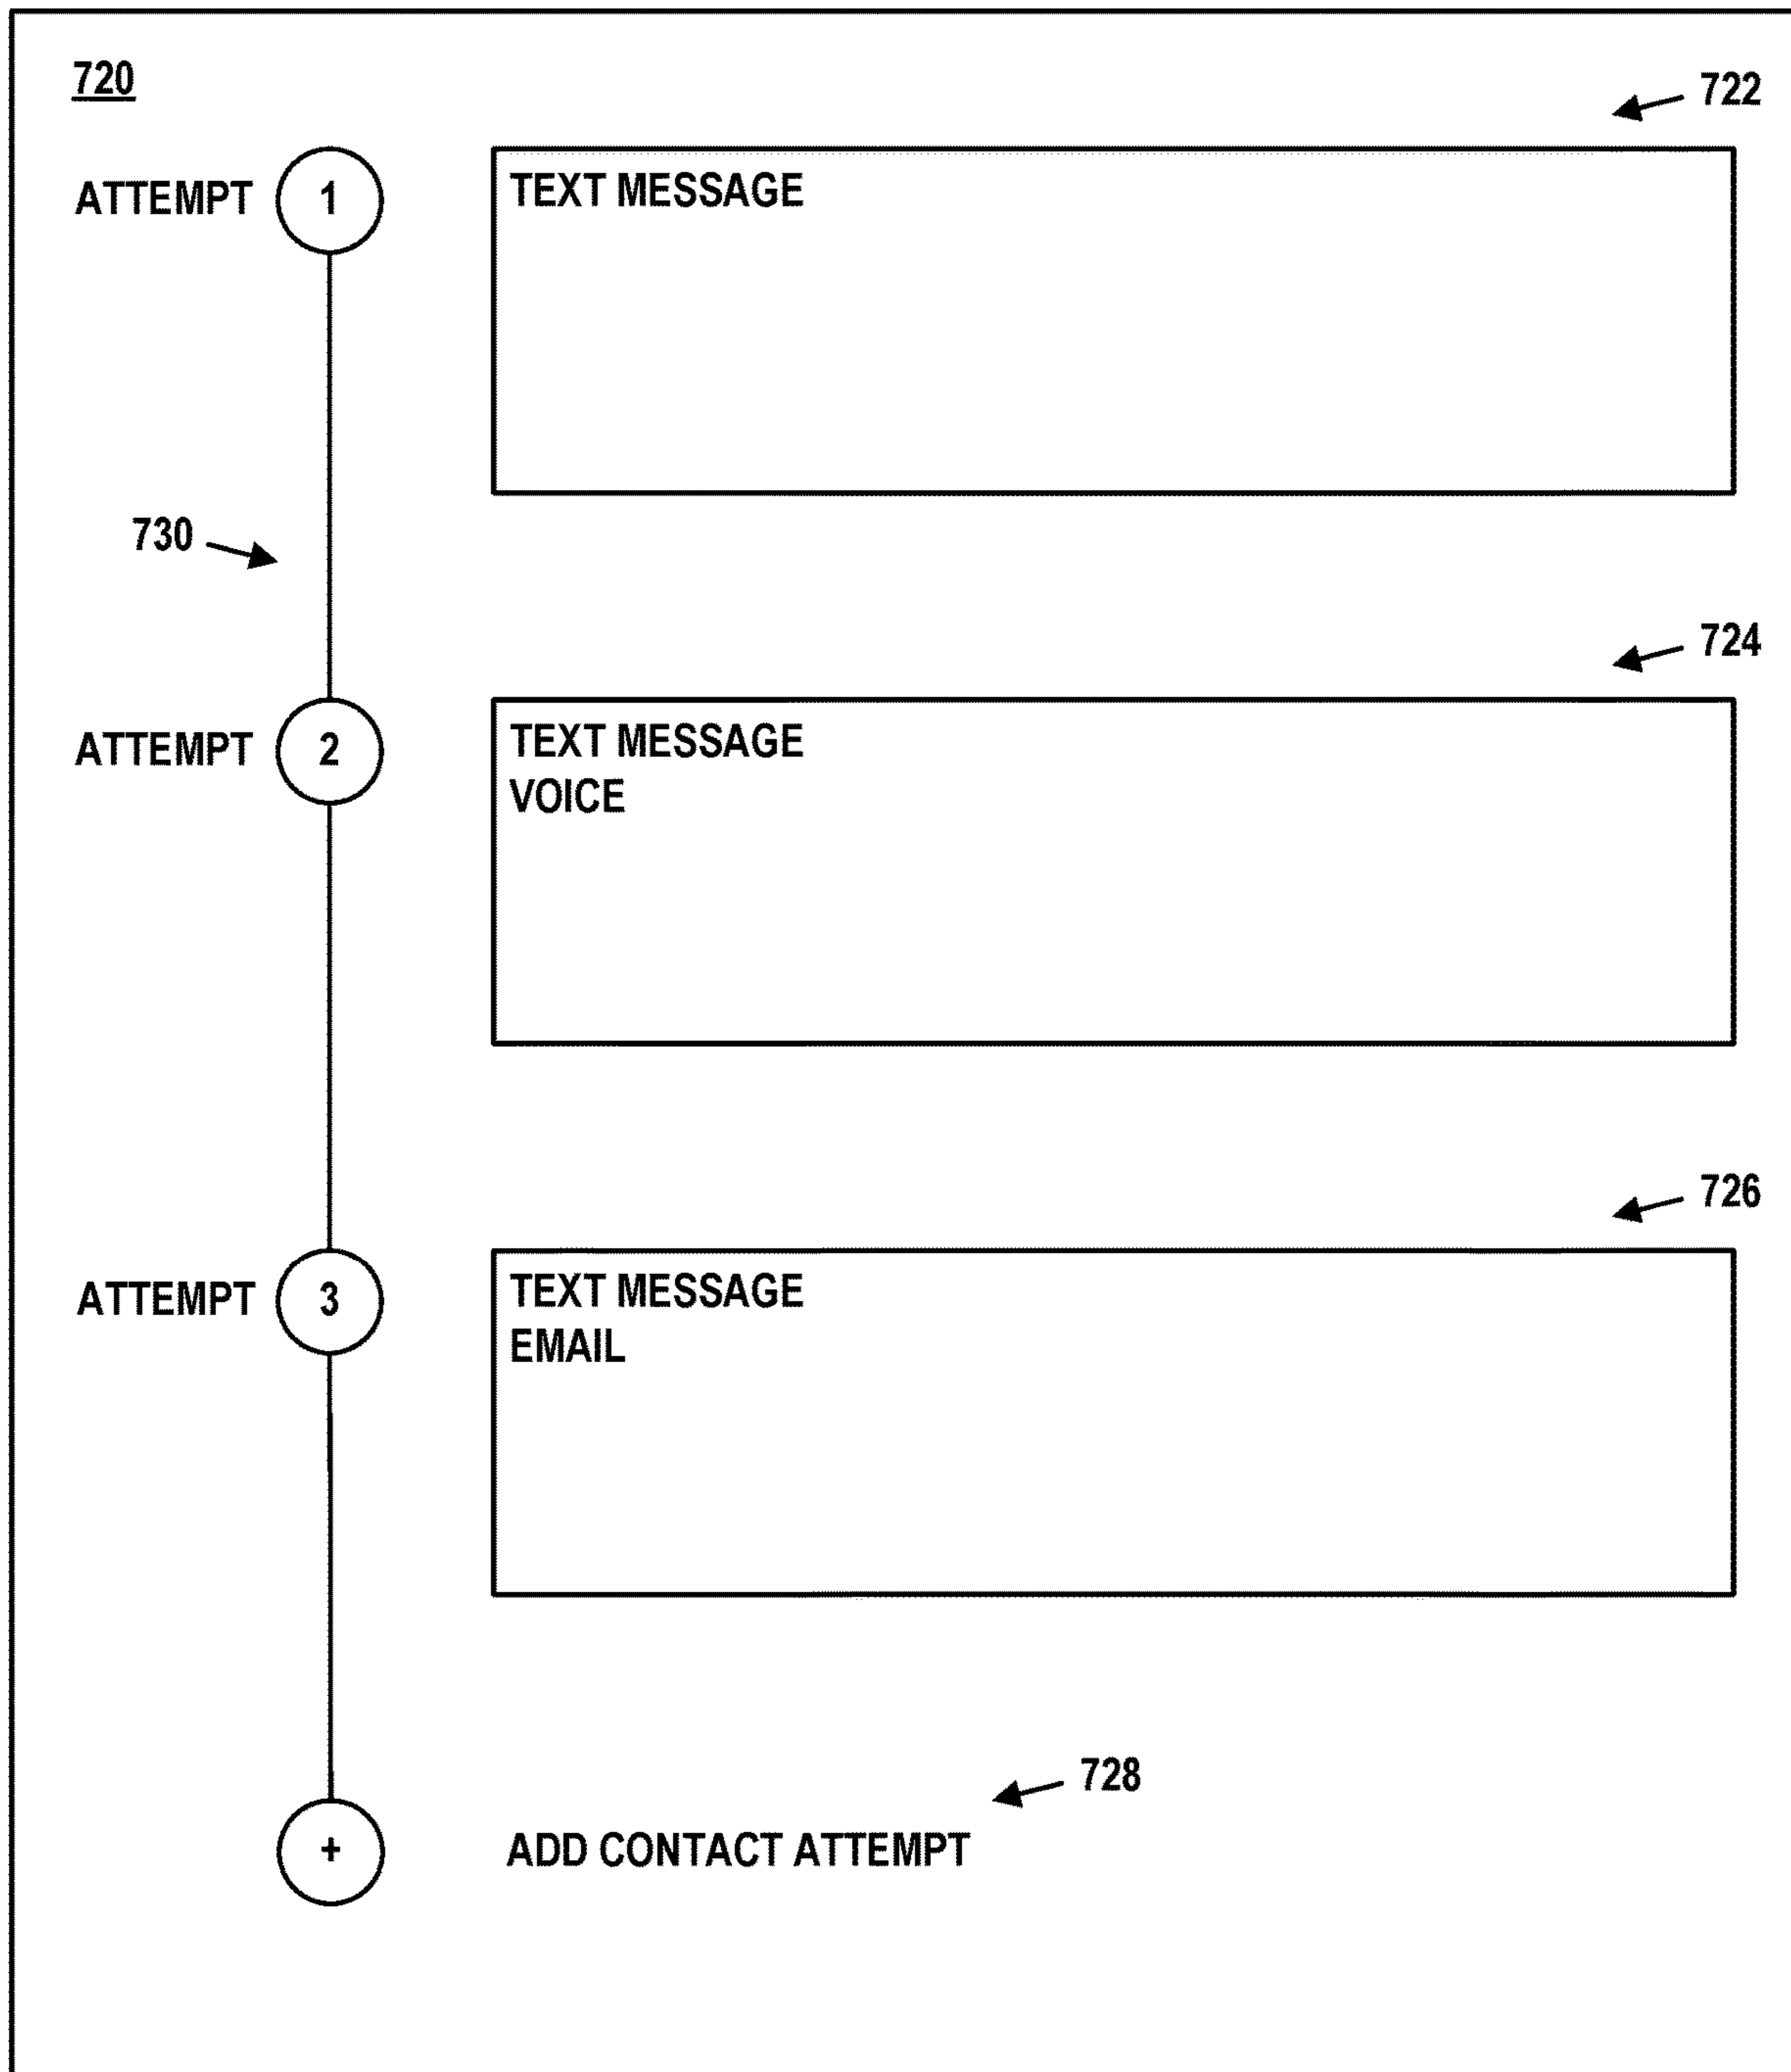 720
722
ATTEMPT 1 TEXT MESSAGE
730
724
ATTEMPT 2 TEXT MESSAGE
VOICE
726
ATTEMPT 3 TEXT MESSAGE
EMAIL
728
+ ADD CONTACT ATTEMPT